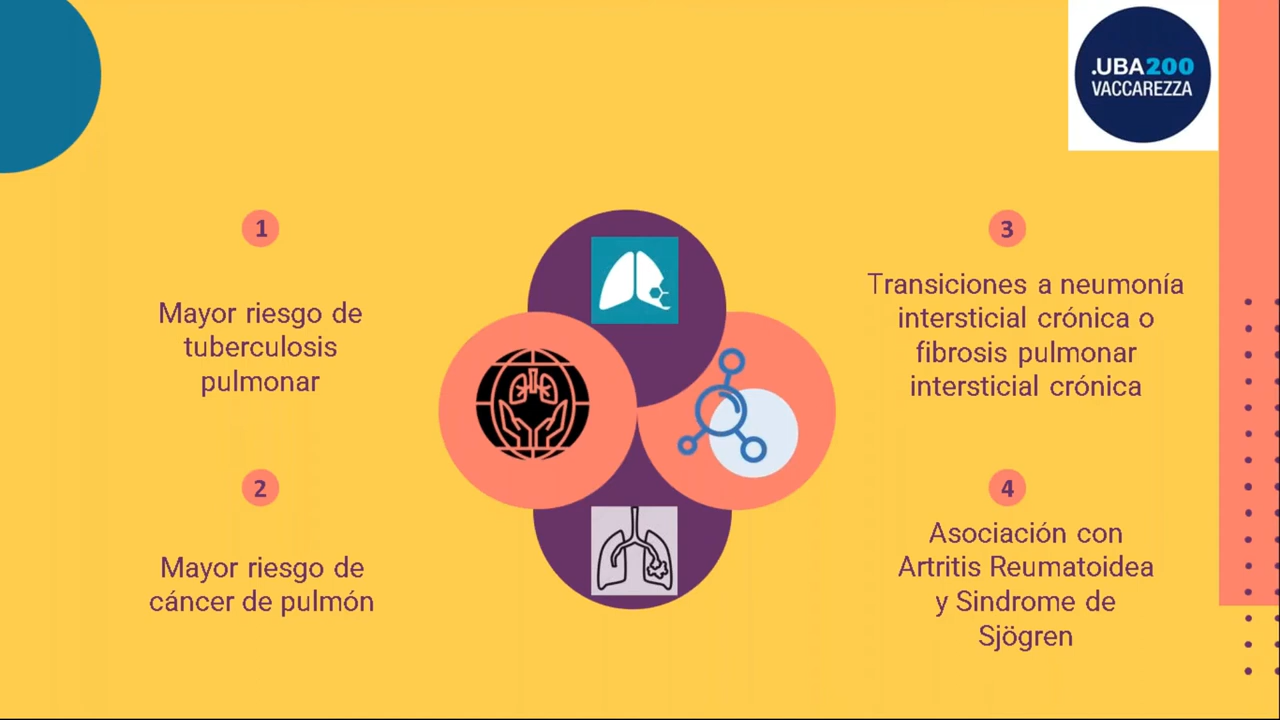 .UBA200
VACCAREZZA
1
Mayor riesgo de
tuberculosis
pulmonar
2
Mayor riesgo de
cáncer de pulmón
3
Transiciones a neumonía
intersticial crónica o
fibrosis pulmonar
intersticial crónica
4
Asociación con
Artritis Reumatoidea
y Sindrome de
Sjögren